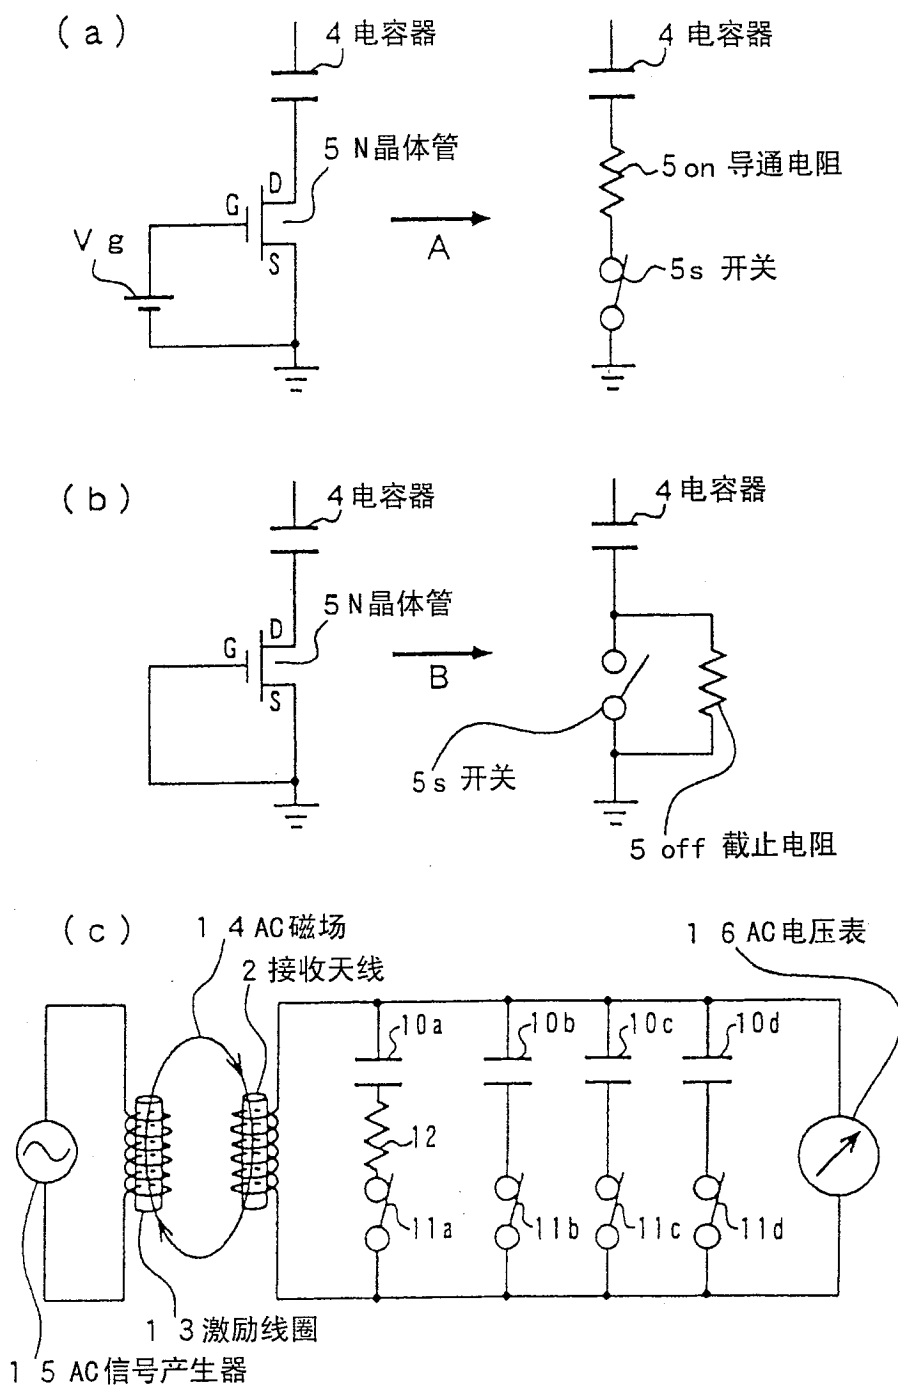 (a)
4 电容器
4 电容器
5 N晶体管
D
G
S
Vg
A
5on 导通电阻
5s 开关
(b)
4 电容器
4 电容器
5 N晶体管
D
G
S
B
5s 开关
5off 截止电阻
(c)
14 AC磁场
2 接收天线
16 AC电压表
10a
10b
10c
10d
12
11a
11b
11c
11d
13 激励线圈
15 AC信号产生器